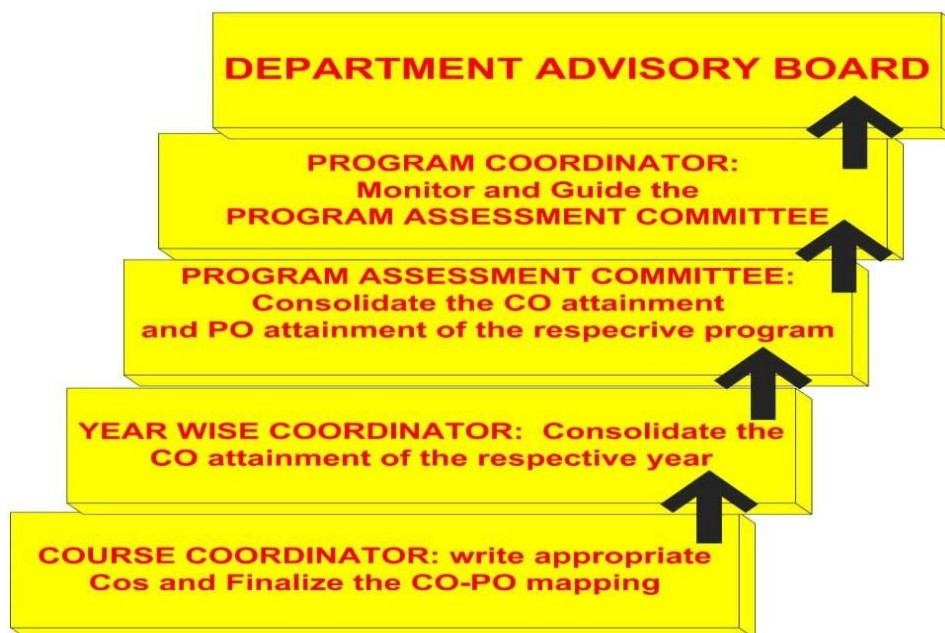 DEPARTMENT ADVISORY BOARD
PROGRAM COORDINATOR:
Monitor and Guide the
PROGRAM ASSESSMENT COMMITTEE
PROGRAM ASSESSMENT COMMITTEE:
Consolidate the CO attainment
and PO attainment of the respecrive program
YEAR WISE COORDINATOR: Consolidate the
CO attainment of the respective year
COURSE COORDINATOR: write appropriate
Cos and Finalize the CO-PO mapping